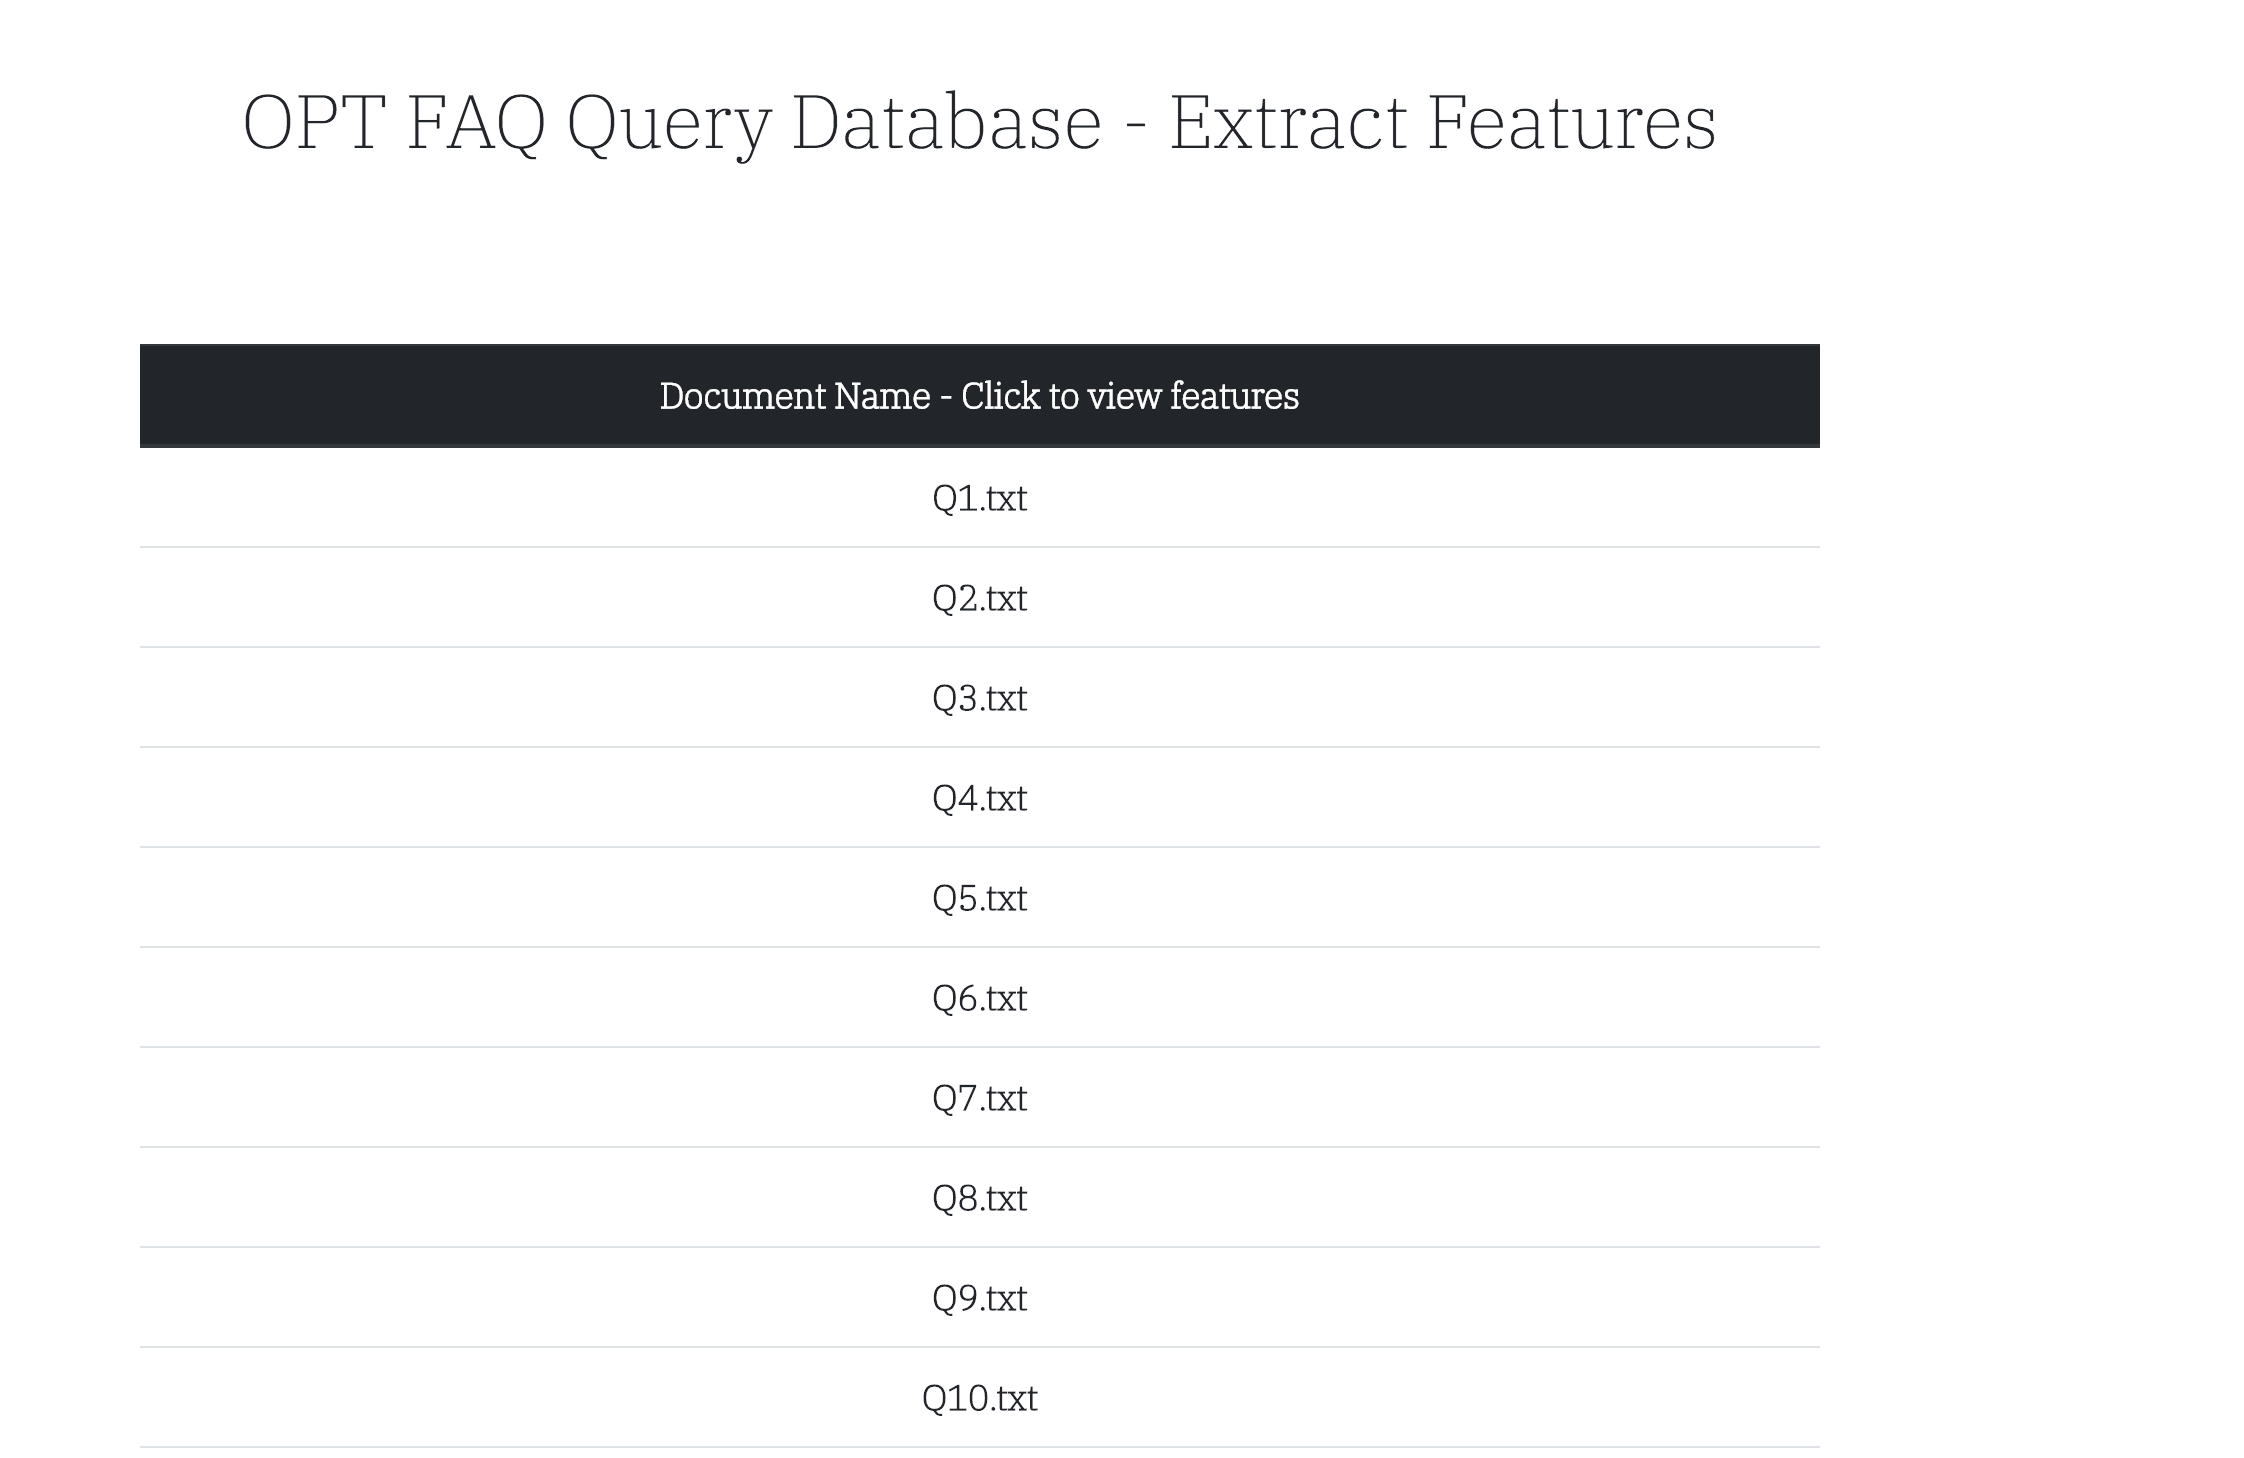 OPT FAQ Query Database - Extract Features
Document Name - Click to view features
Q1.txt
Q2.txt
Q3.txt
Q4.txt
Q5.txt
Q6.txt
Q7.txt
Q8.txt
Q9.txt
Q10.txt